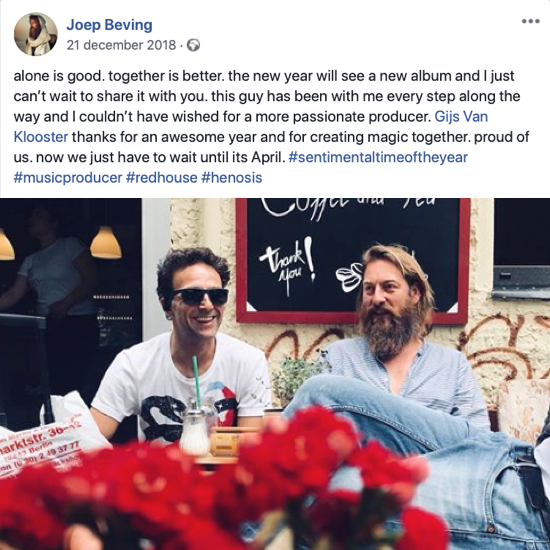 Joep Beving
21 december 2018 ·
alone is good. together is better. the new year will see a new album and I just
can't wait to share it with you. this guy has been with me every step along the
way and I couldn't have wished for a more passionate producer. Gijs Van
Klooster thanks for an awesome year and for creating magic together. proud of
us. now we just have to wait until its April. #sentimentaltimeoftheyear
#musicproducer #redhouse #henosis
Coffee and Tea
Thank
you!
arktstr. 36–
Berlin
2 49 37 77